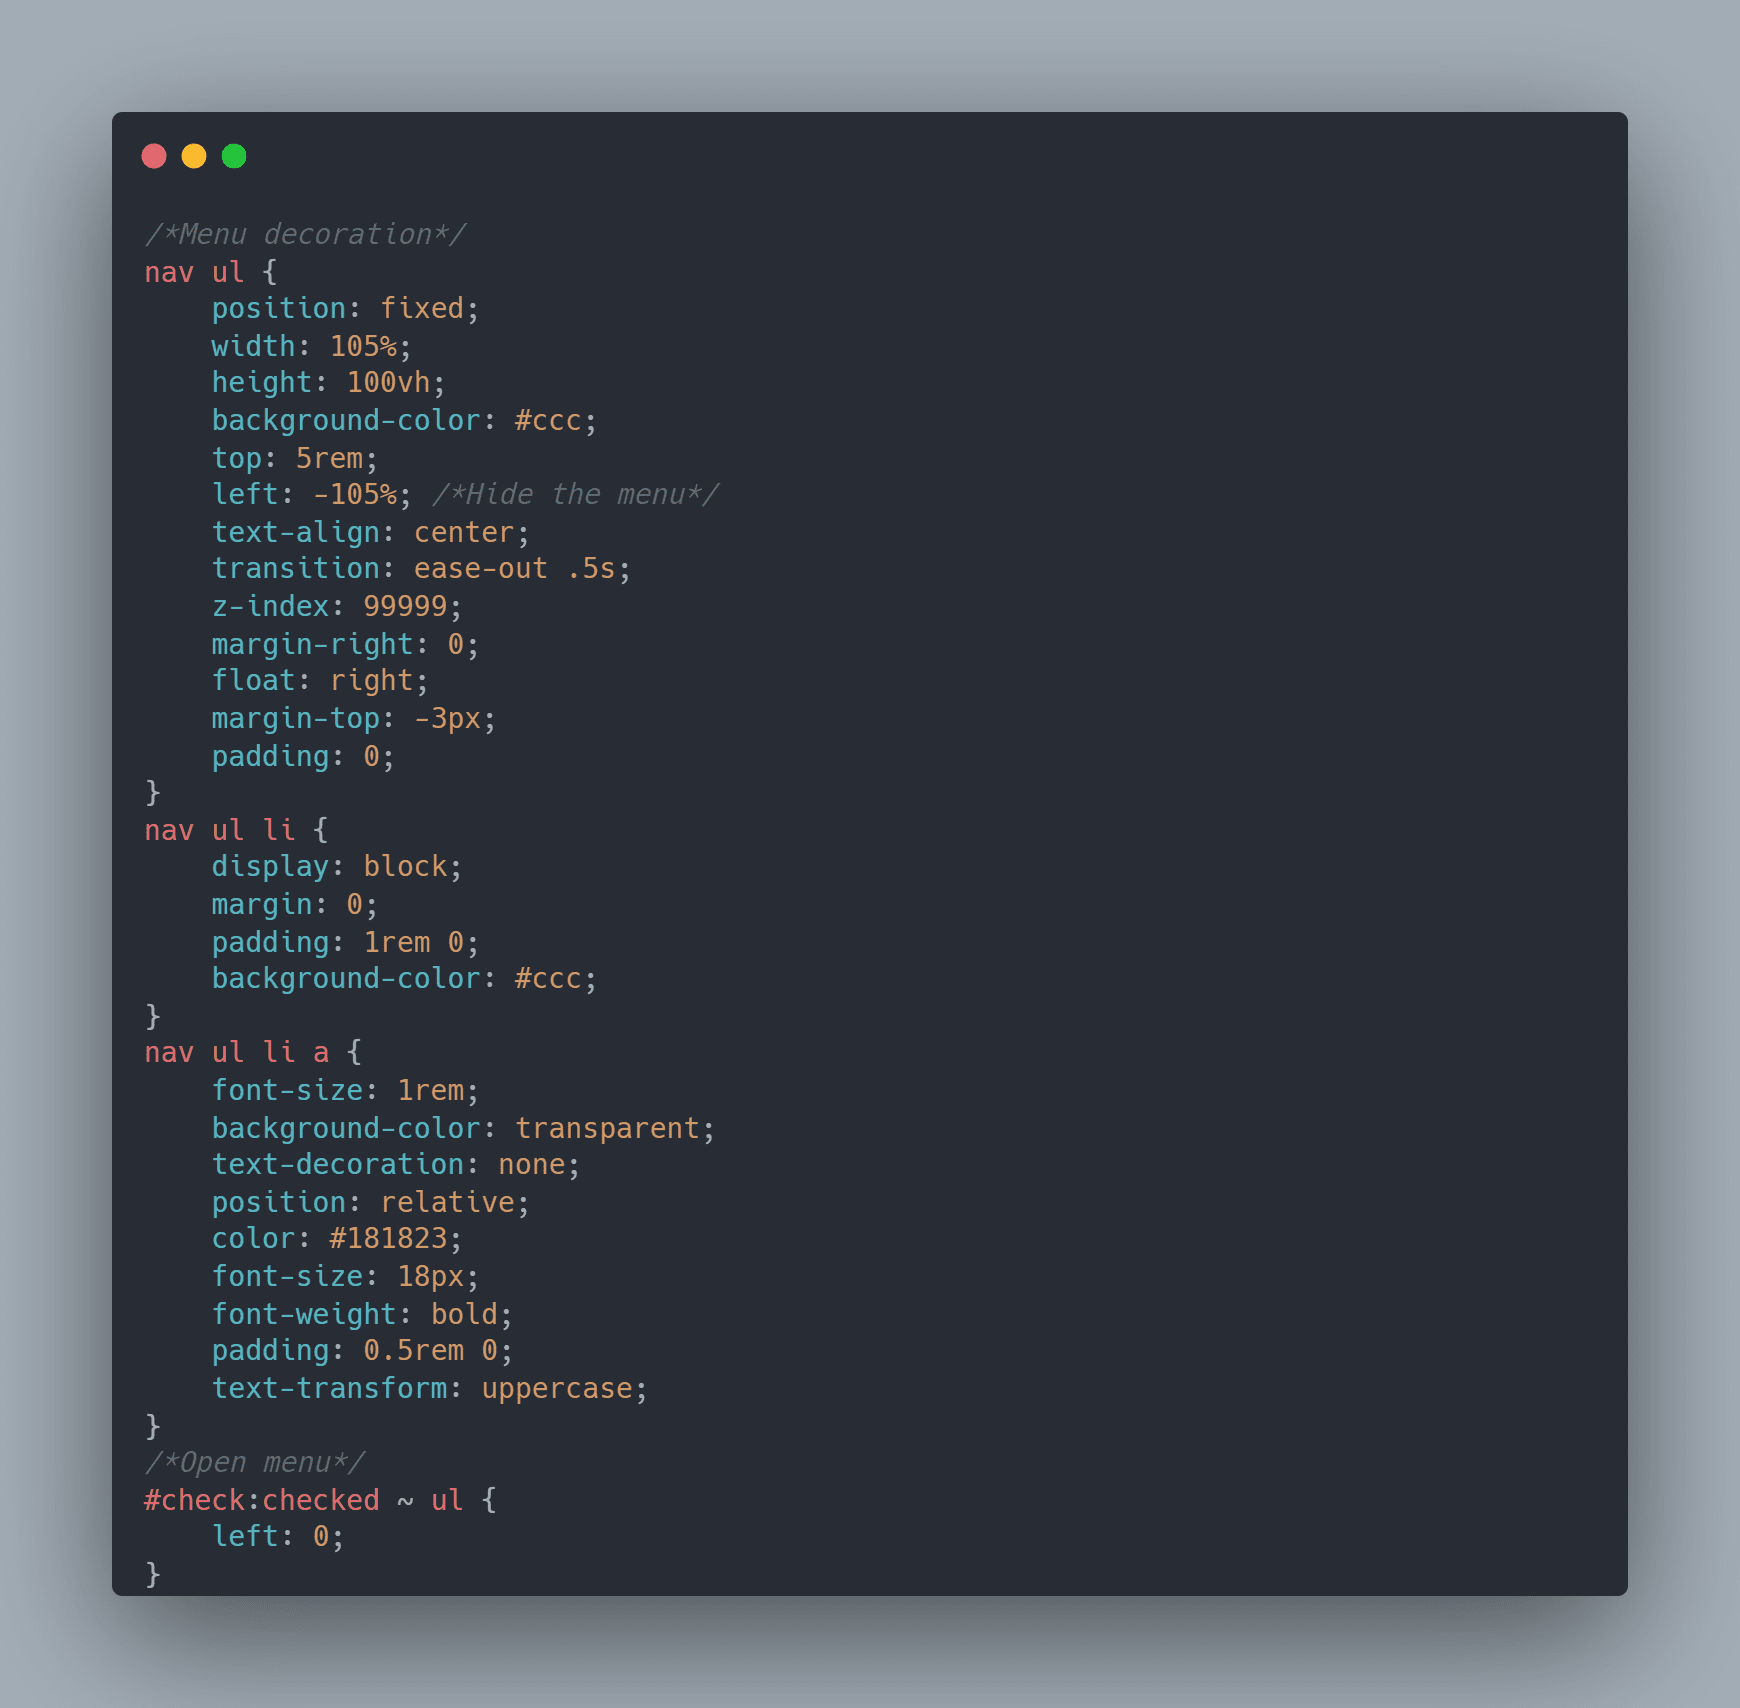 /*Menu decoration*/
nav ul {
    position: fixed;
    width: 105%;
    height: 100vh;
    background-color: #ccc;
    top: 5rem;
    left: -105%; /*Hide the menu*/
    text-align: center;
    transition: ease-out .5s;
    z-index: 99999;
    margin-right: 0;
    float: right;
    margin-top: -3px;
    padding: 0;
}
nav ul li {
    display: block;
    margin: 0;
    padding: 1rem 0;
    background-color: #ccc;
}
nav ul li a {
    font-size: 1rem;
    background-color: transparent;
    text-decoration: none;
    position: relative;
    color: #181823;
    font-size: 18px;
    font-weight: bold;
    padding: 0.5rem 0;
    text-transform: uppercase;
}
/*Open menu*/
#check:checked ~ ul {
    left: 0;
}